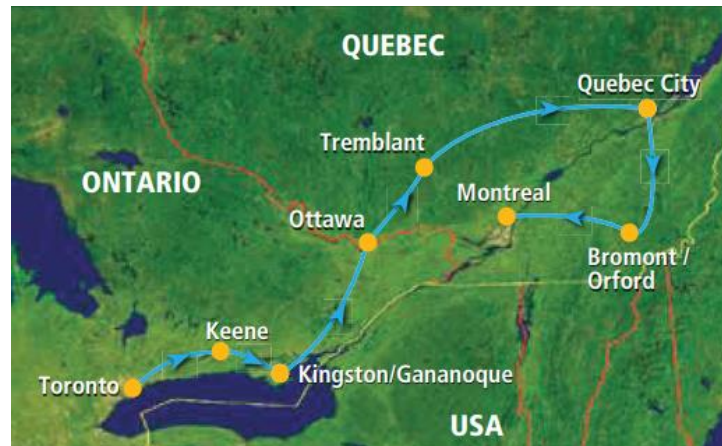 QUEBEC
Quebec City
Tremblant
ONTARIO
Montreal
Ottawa
Bromont /
Orford
Keene
Toronto
Kingston/Gananoque
USA